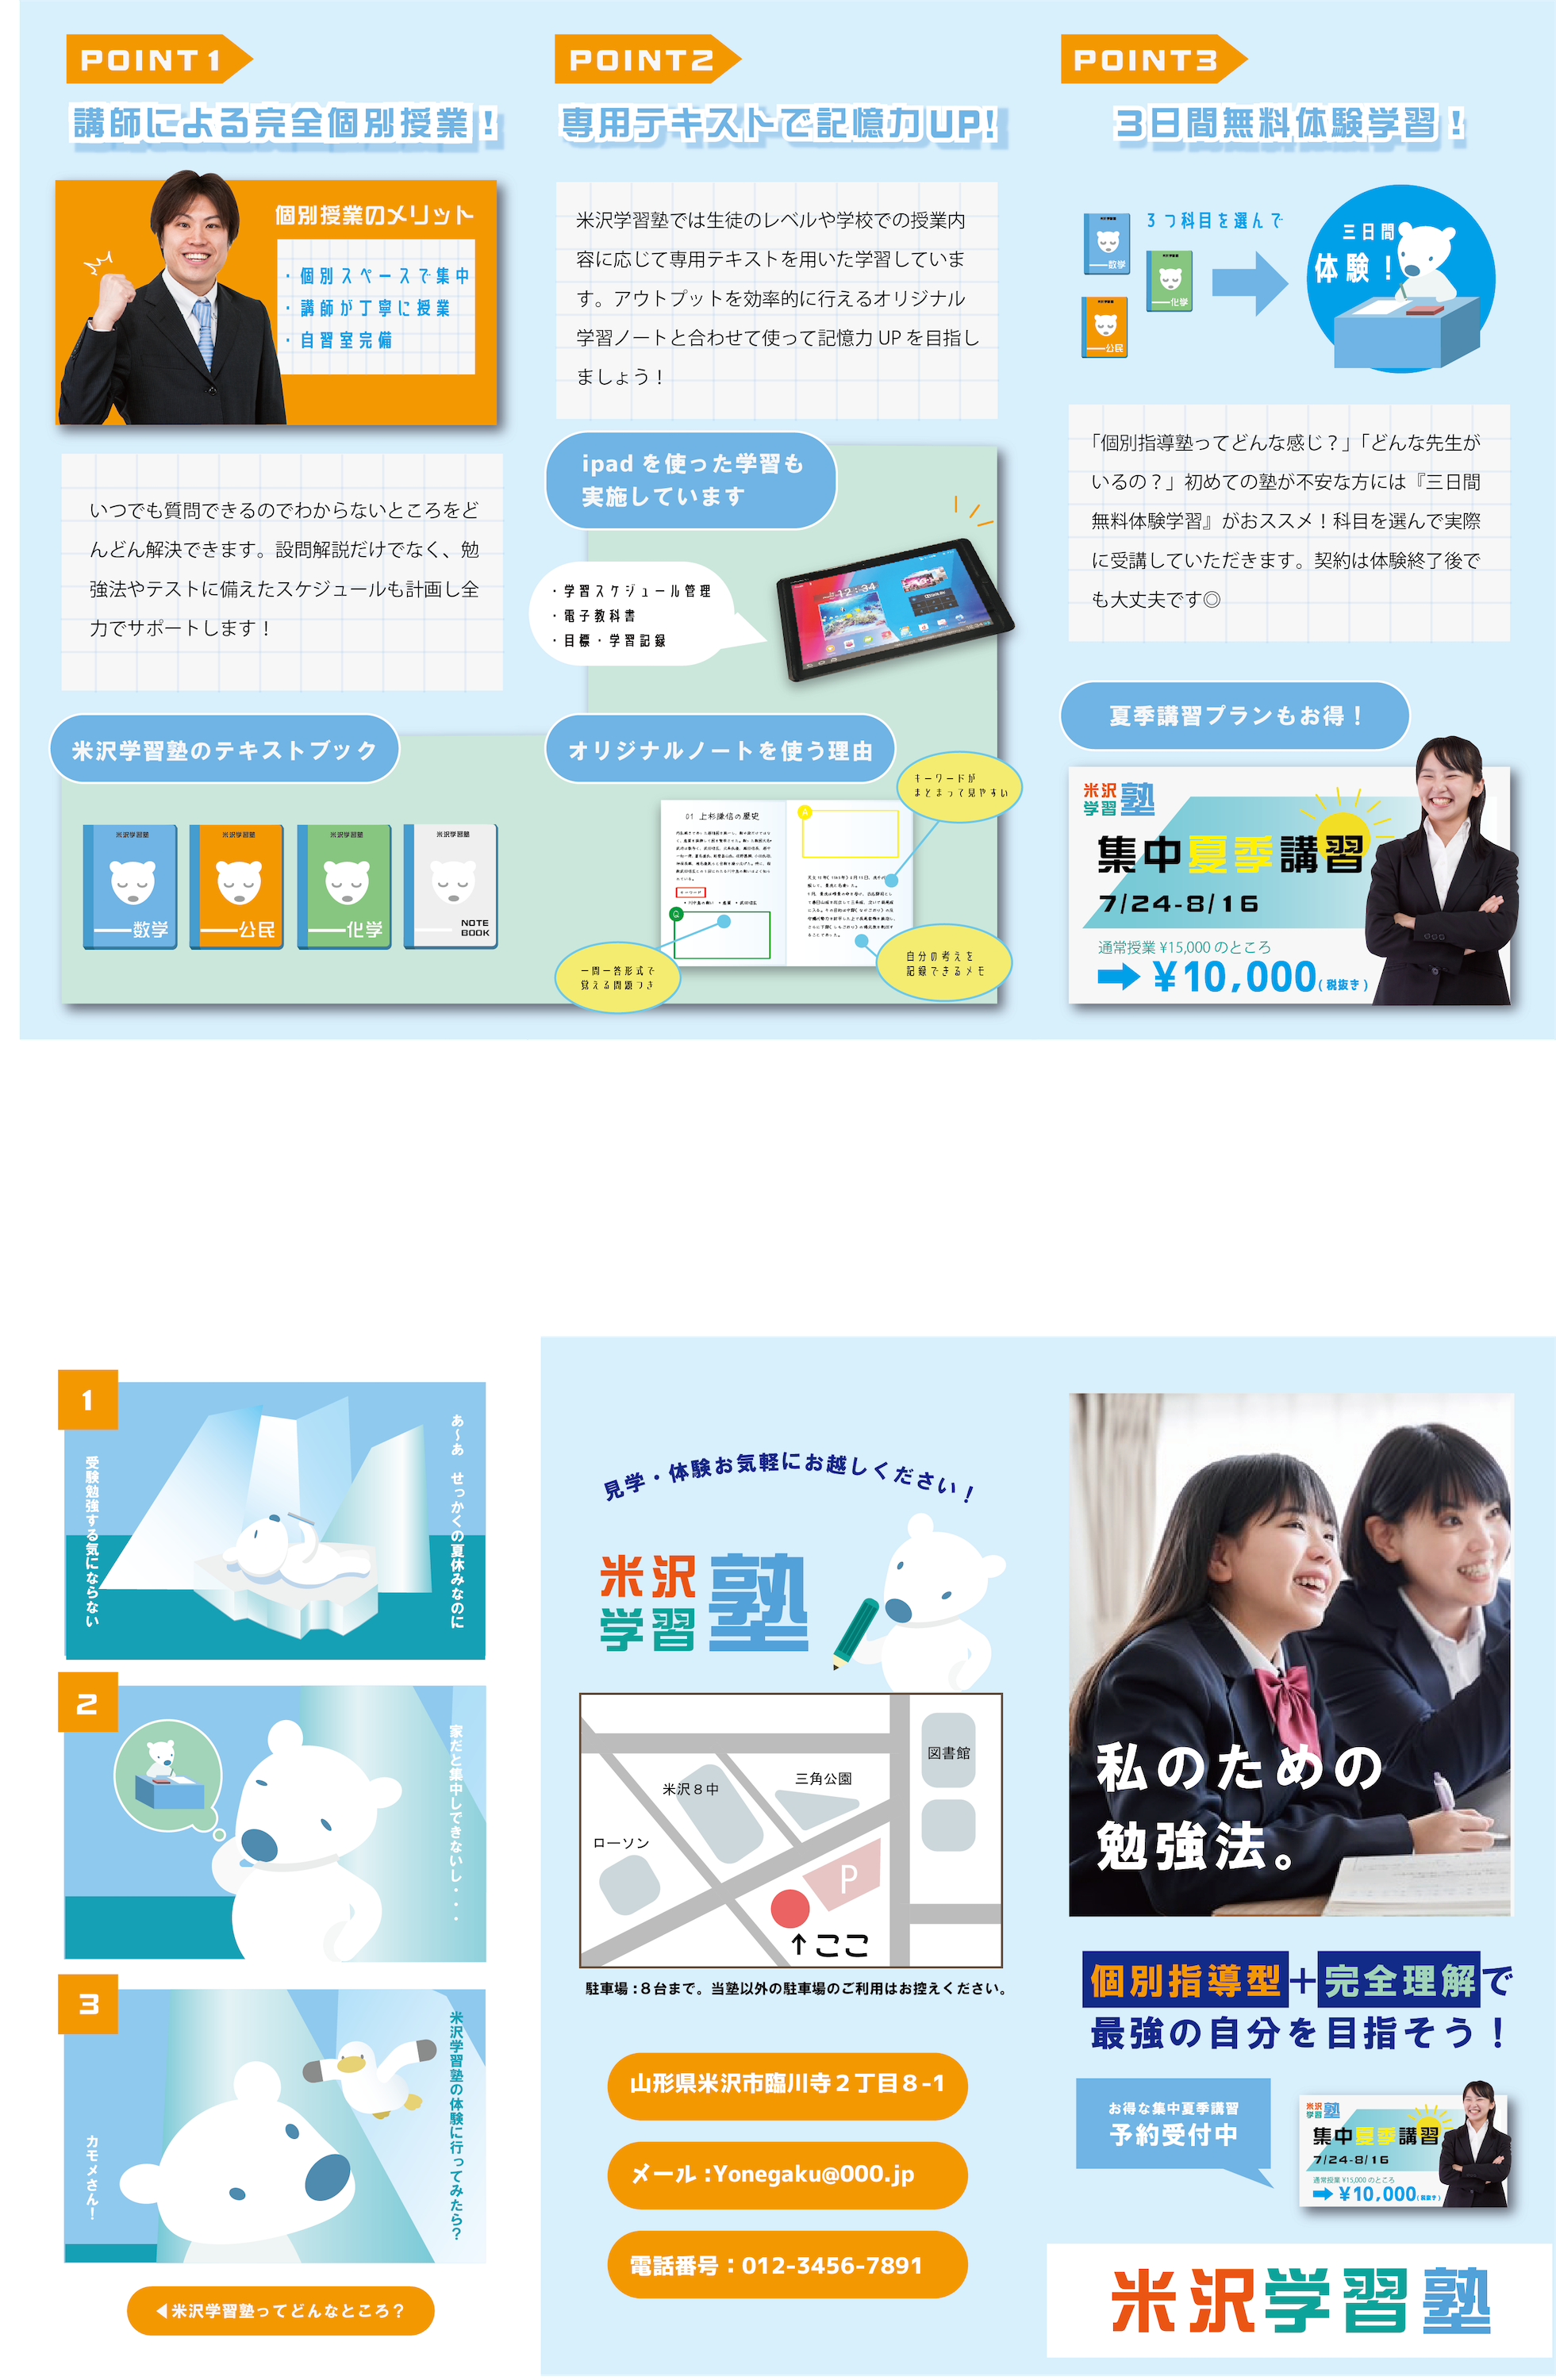 POINT1
講師による完全個別授業！
個別授業のメリット
・個別スペースで集中
・講師が丁寧に授業
・自習室完備
いつでも質問できるのでわからないところをど
んどん解決できます。設問解説だけでなく、勉
強法やテストに備えたスケジュールも計画し全
力でサポートします！
米沢学習塾のテキストブック
米沢学習塾
数学
米沢学習塾
公民
米沢学習塾
化学
米沢学習塾
NOTE
BOOK
POINT2
専用テキストで記憶力UP！
米沢学習塾では生徒のレベルや学校での授業内
容に応じて専用テキストを用いた学習していま
す。アウトプットを効率的に行えるオリジナル
学習ノートと合わせて使って記憶力 UP を目指し
ましょう！
ipad を使った学習も
実施しています
・学習スケジュール管理
・電子教科書
・目標・学習記録
12:34
オリジナルノートを使う理由
キーワードが
まとまって見やすい
01 上杉謙信の歴史
キーワード
A
Q
一問一答形式で
覚える問題つき
自分の考えを
記録できるメモ
POINT3
３日間無料体験学習！
３つ科目を選んで
数学
化学
公民
三日間
体験！
「個別指導塾ってどんな感じ？」「どんな先生が
いるの？」初めての塾が不安な方には『三日間
無料体験学習』がおススメ！科目を選んで実際
に受講していただきます。契約は体験終了後で
も大丈夫です◎
夏季講習プランもお得！
米沢学習塾
集中夏季講習
7/24-8/16
通常授業 ¥15,000 のところ
¥10,000(税抜き)
1
あ〜あ　せっかくの夏休みなのに
受験勉強する気にならない
2
家だと集中しできないし・・・
3
米沢学習塾の体験に行ってみたら？
カモメさん！
◀米沢学習塾ってどんなところ？
見学・体験お気軽にお越しください！
米沢学習塾
図書館
三角公園
米沢８中
ローソン
P
↑ここ
駐車場：８台まで。当塾以外の駐車場のご利用はお控えください。
山形県米沢市臨川寺２丁目８-1
メール：Yonegaku@000.jp
電話番号：012-3456-7891
私のための
勉強法。
個別指導型＋完全理解で
最強の自分を目指そう！
お得な集中夏季講習
予約受付中
米沢学習塾
集中夏季講習
7/24-8/16
通常授業 ¥15,000 のところ
¥10,000(税抜き)
米沢学習塾